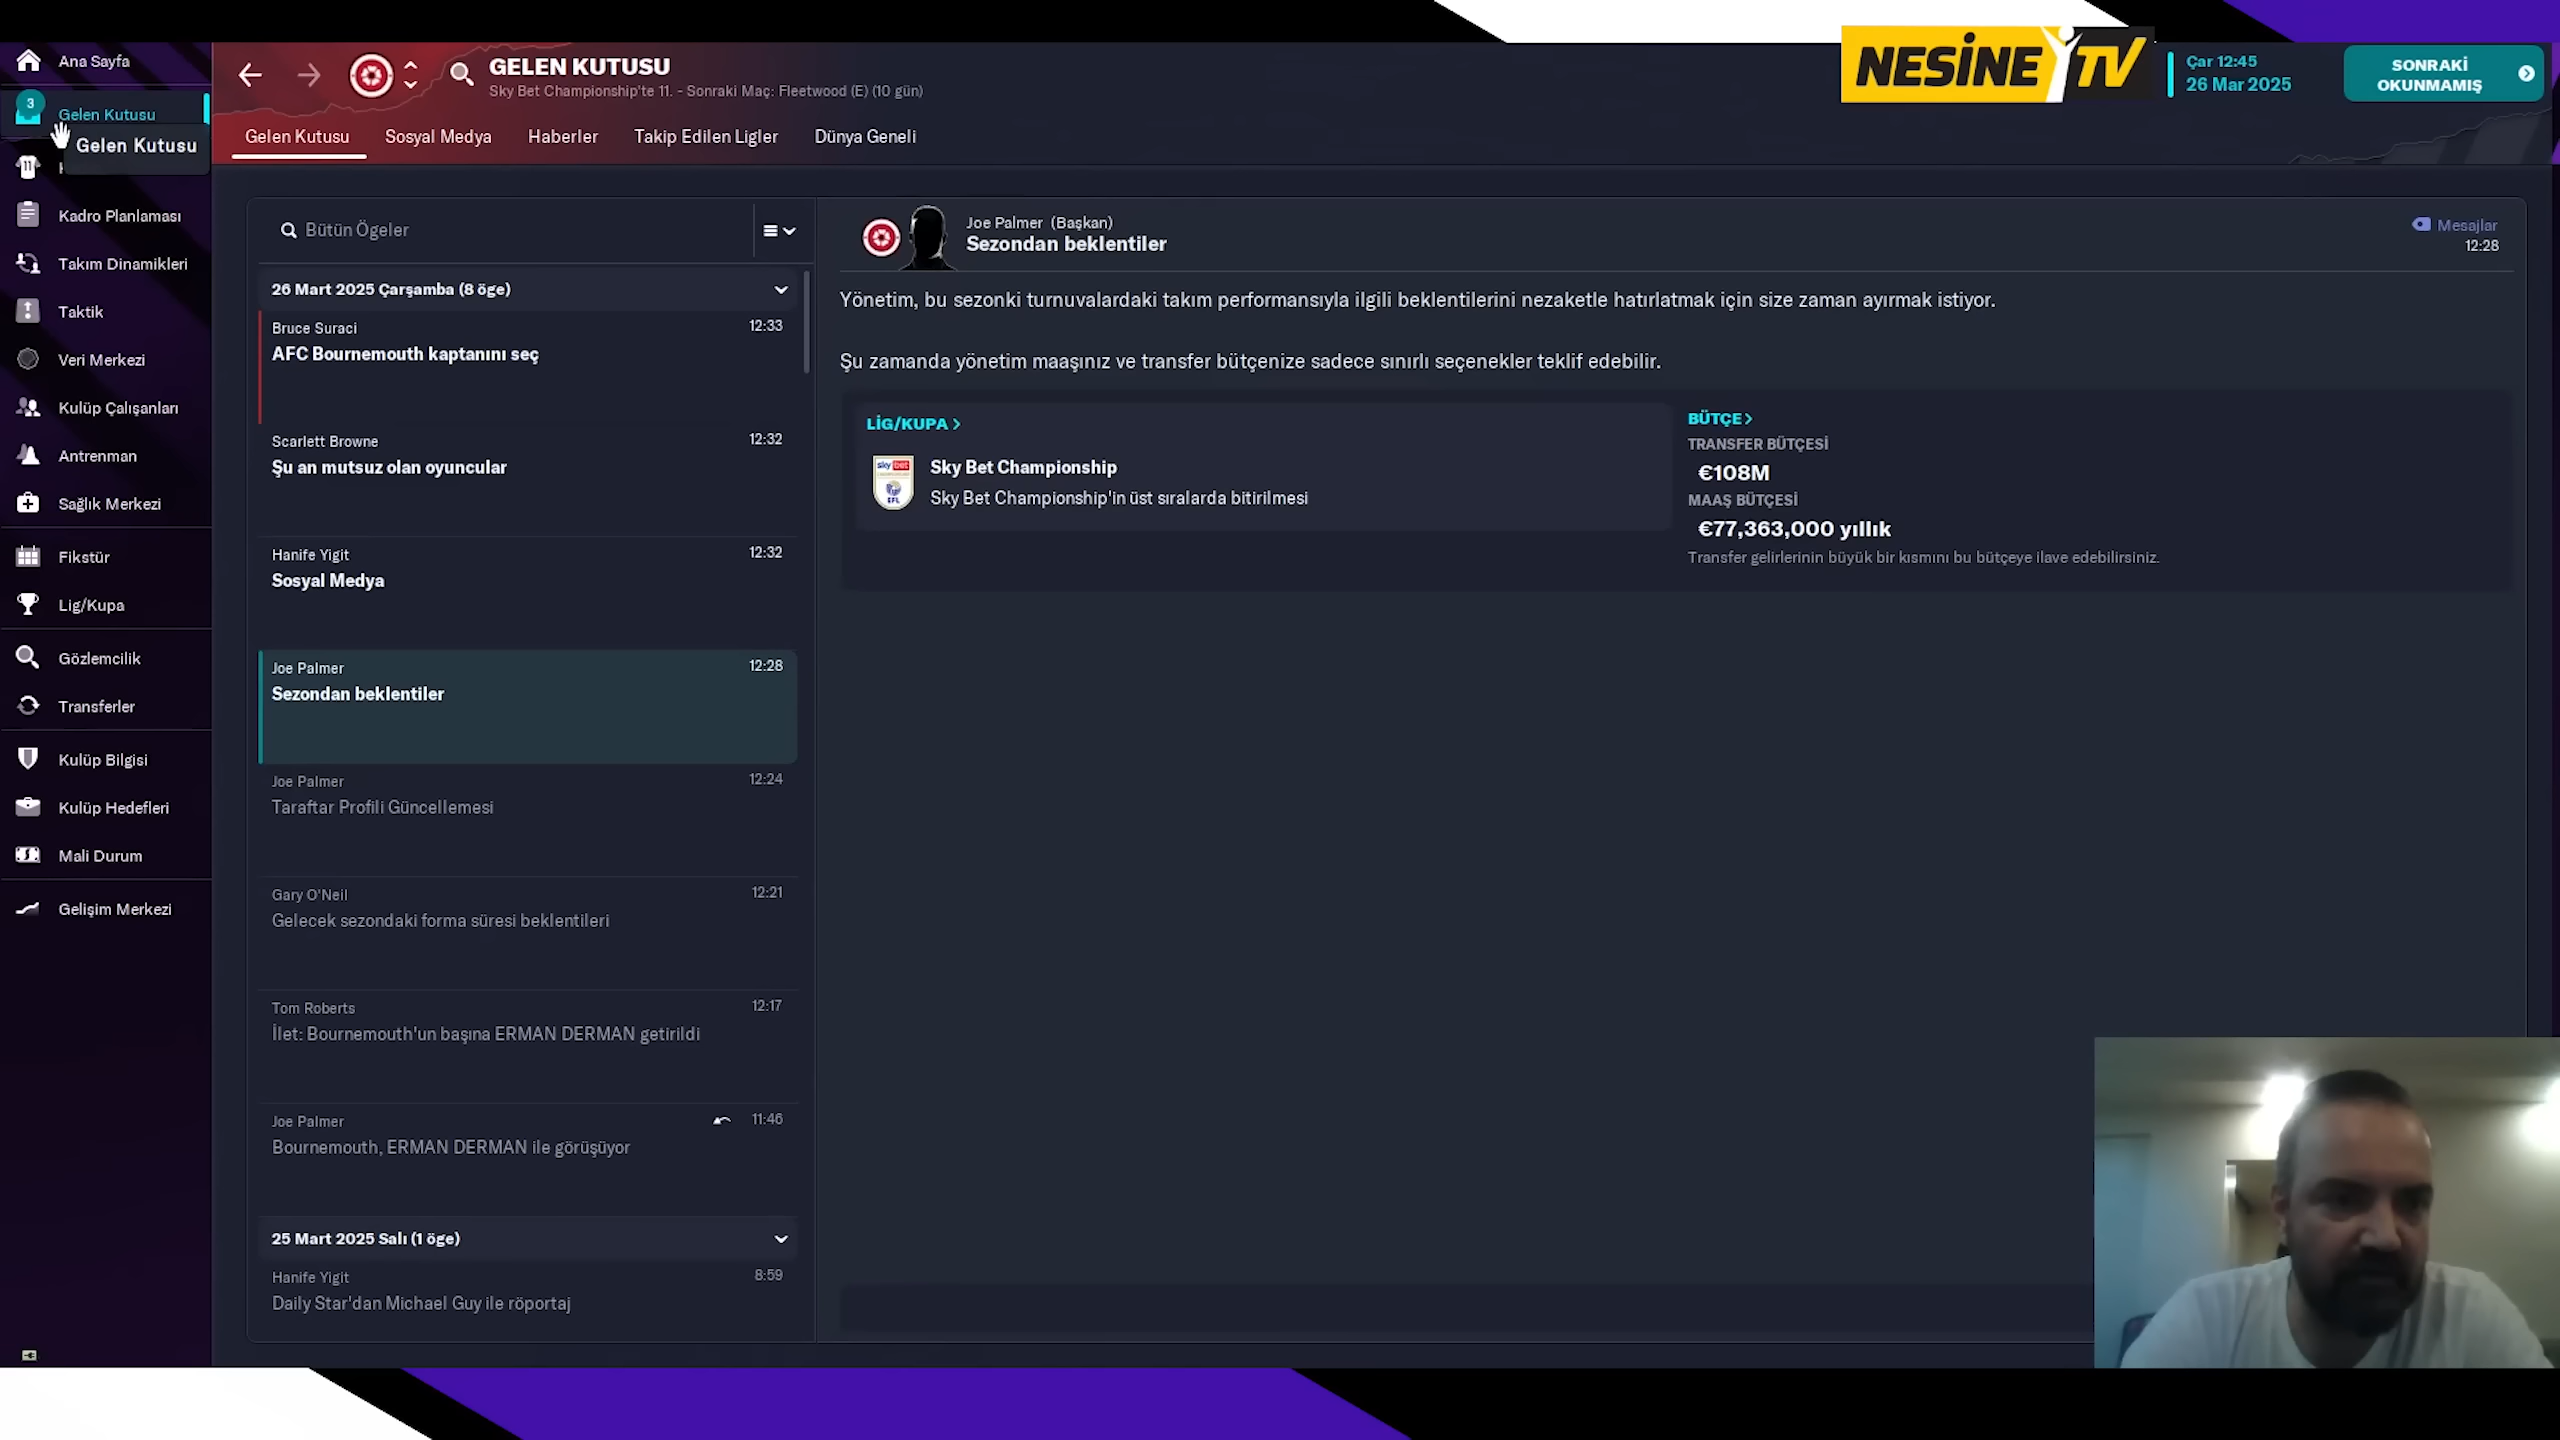 Ana Sayfa
3
Gelen Kutusu
Gelen Kutusu
11
Kadro Planlaması
Takım Dinamikleri
Taktik
Veri Merkezi
Kulüp Çalışanları
Antrenman
Sağlık Merkezi
Fikstür
Lig/Kupa
Gözlemcilik
Transferler
Kulüp Bilgisi
Kulüp Hedefleri
Mali Durum
Gelişim Merkezi
GELEN KUTUSU
Sky Bet Championship'te 11. - Sonraki Maç: Fleetwood (E) (10 gün)
NESİNE TV
Çar 12:45
26 Mar 2025
SONRAKİ
OKUNMAMIŞ
Gelen Kutusu
Sosyal Medya
Haberler
Takip Edilen Ligler
Dünya Geneli
Bütün Ögeler
26 Mart 2025 Çarşamba (8 öge)
Bruce Suraci
12:33
AFC Bournemouth kaptanını seç
Scarlett Browne
12:32
Şu an mutsuz olan oyuncular
Hanife Yigit
12:32
Sosyal Medya
Joe Palmer
12:28
Sezondan beklentiler
Joe Palmer
12:24
Taraftar Profili Güncellemesi
Gary O'Neil
12:21
Gelecek sezondaki forma süresi beklentileri
Tom Roberts
12:17
İlet: Bournemouth'un başına ERMAN DERMAN getirildi
Joe Palmer
11:46
Bournemouth, ERMAN DERMAN ile görüşüyor
25 Mart 2025 Salı (1 öge)
Hanife Yigit
8:59
Daily Star'dan Michael Guy ile röportaj
Joe Palmer (Başkan)
Sezondan beklentiler
Mesajlar
12:28
Yönetim, bu sezonki turnuvalardaki takım performansıyla ilgili beklentilerini nezaketle hatırlatmak için size zaman ayırmak istiyor.
Şu zamanda yönetim maaşınız ve transfer bütçenize sadece sınırlı seçenekler teklif edebilir.
LİG/KUPA
sky bet
EFL
Sky Bet Championship
Sky Bet Championship'in üst sıralarda bitirilmesi
BÜTÇE
TRANSFER BÜTÇESİ
€108M
MAAŞ BÜTÇESİ
€77,363,000 yıllık
Transfer gelirlerinin büyük bir kısmını bu bütçeye ilave edebilirsiniz.